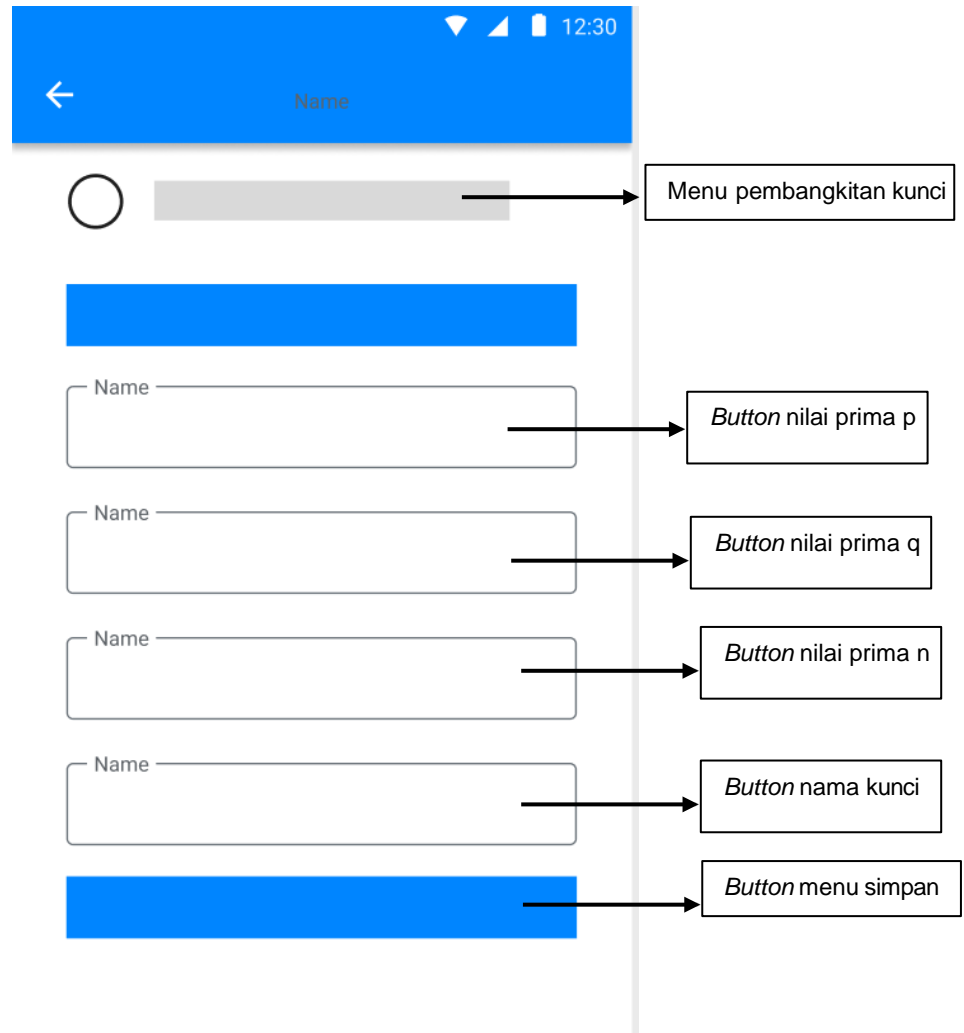 12:30
Name
Menu pembangkitan kunci
Name
Button nilai prima p
Name
Button nilai prima q
Name
Button nilai prima n
Name
Button nama kunci
Button menu simpan